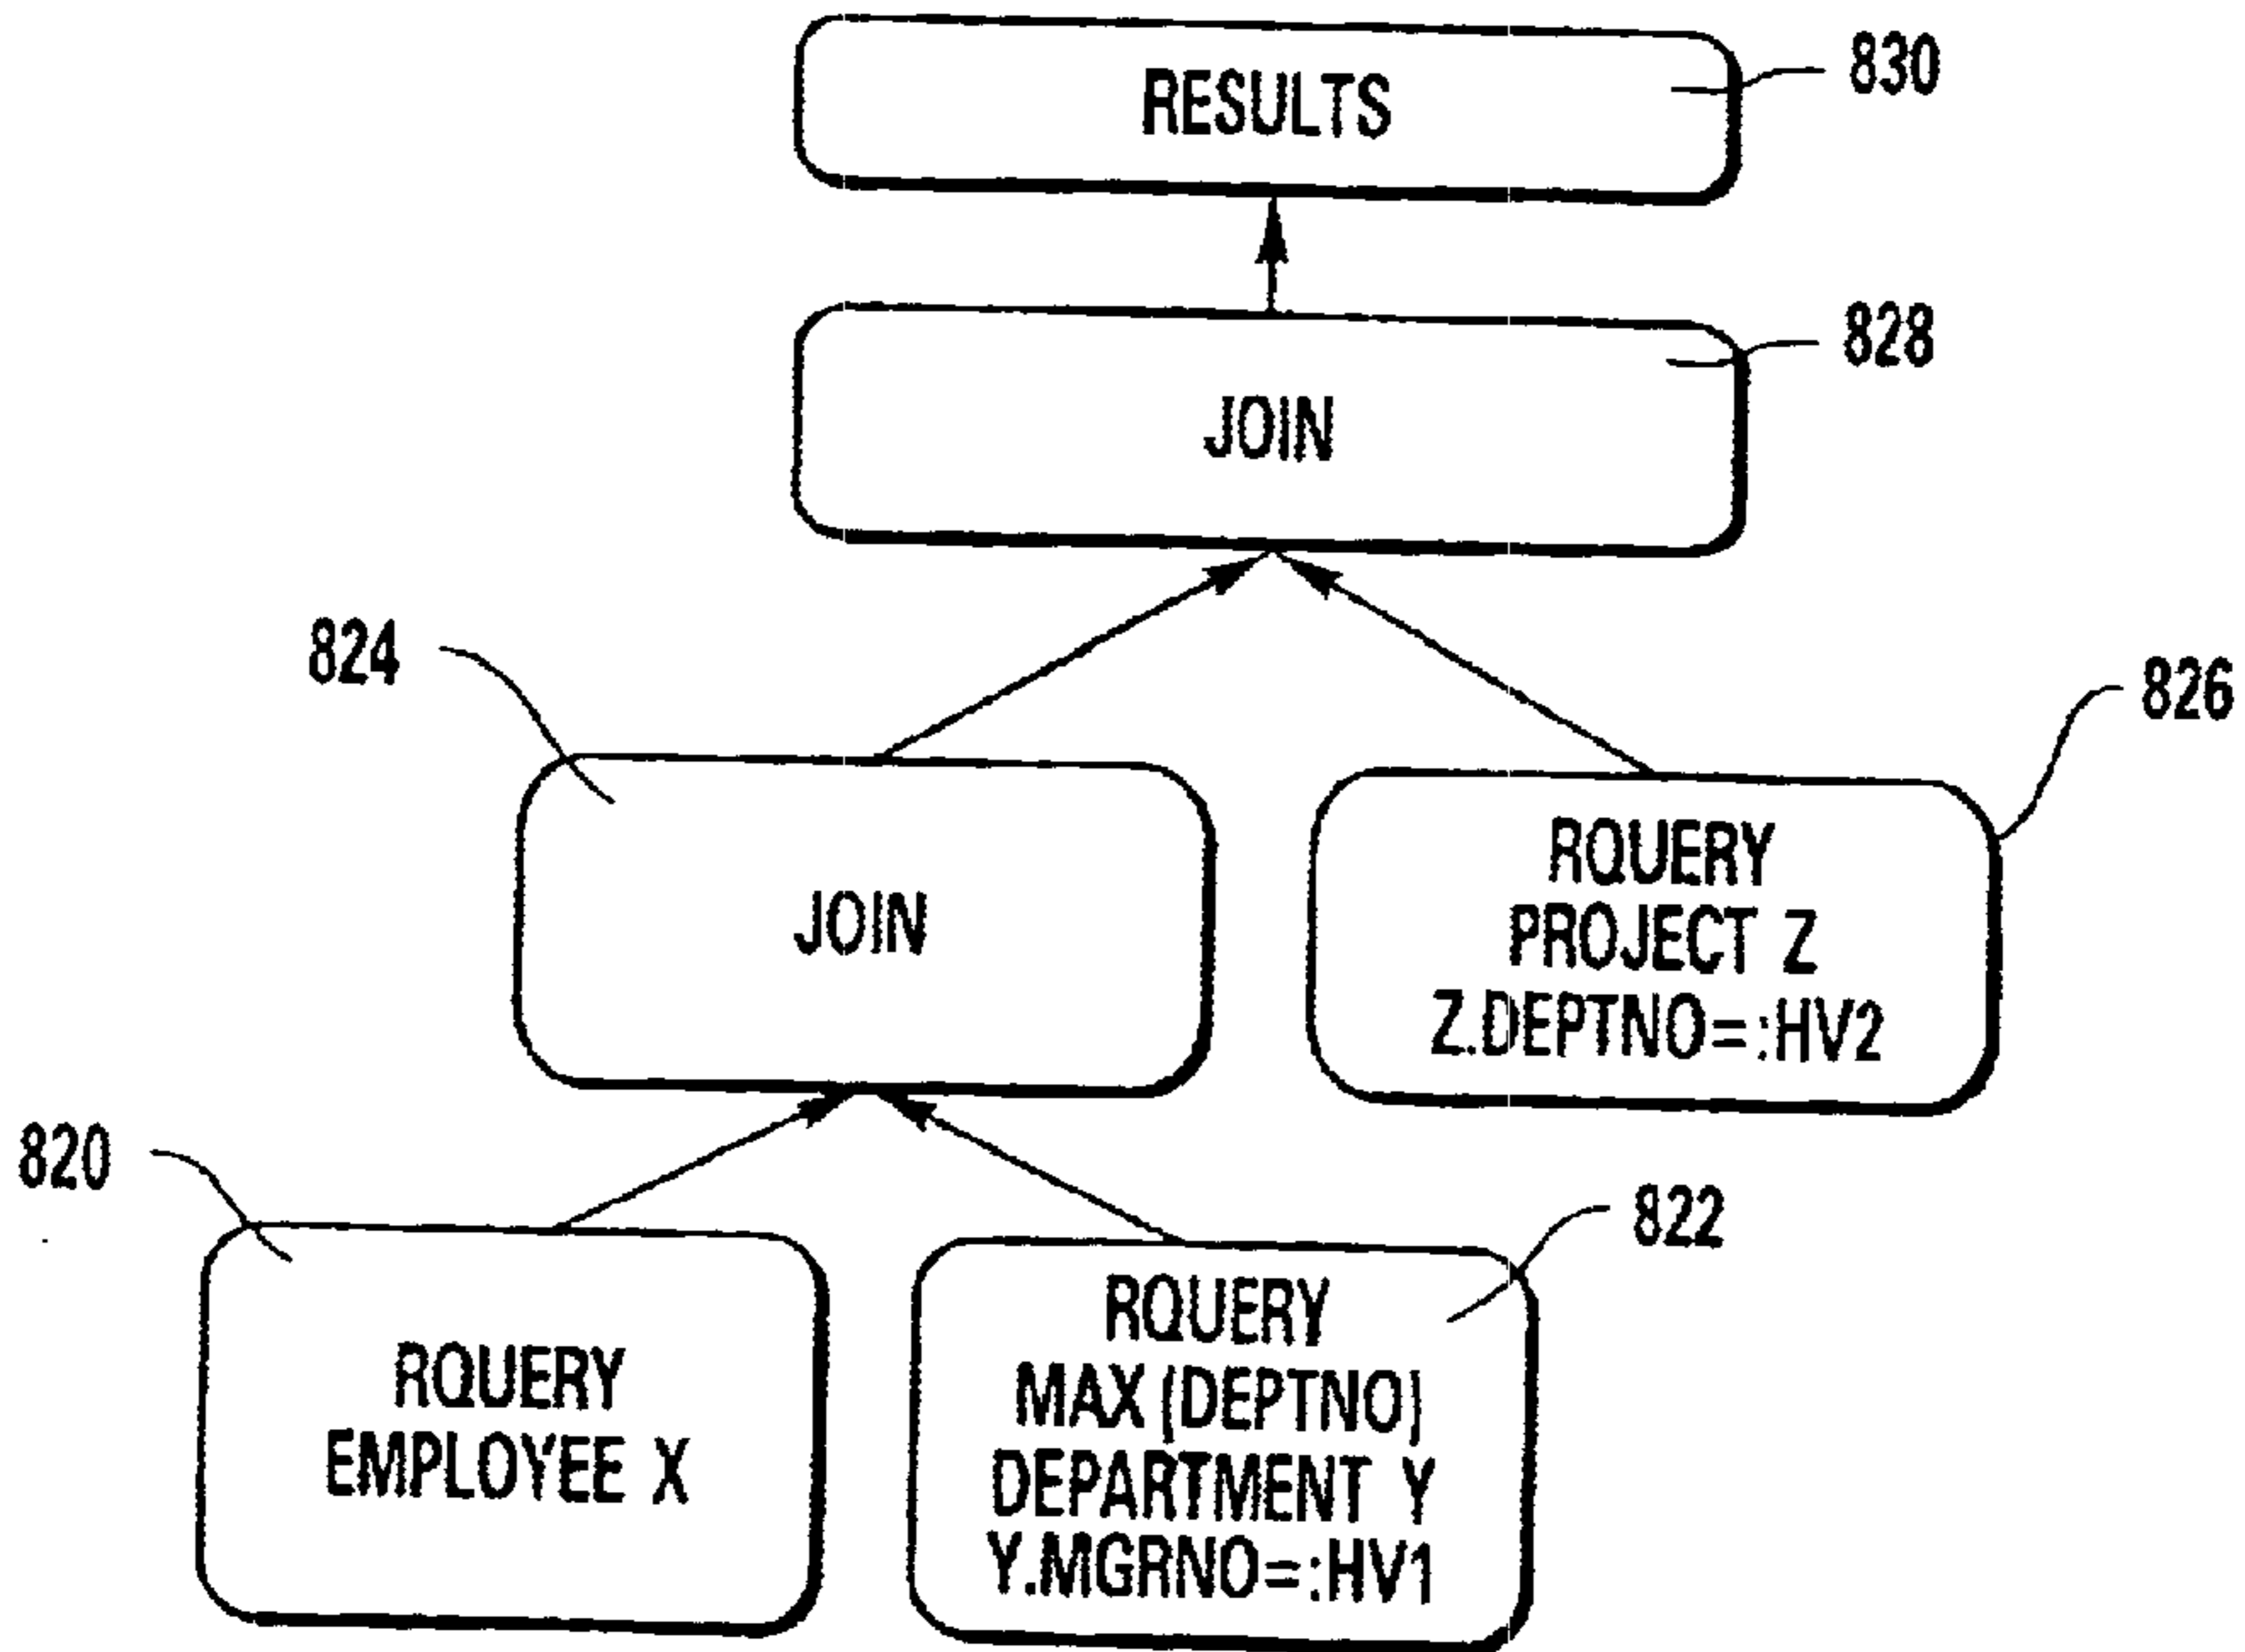 RESULTS
830
JOIN
828
824
826
JOIN
RQUERY
PROJECT Z
Z.DEPTNO=:HV2
820
822
RQUERY
EMPLOYEE X
RQUERY
MAX (DEPTNO)
DEPARTMENT Y
Y.MGRNO=:HV1